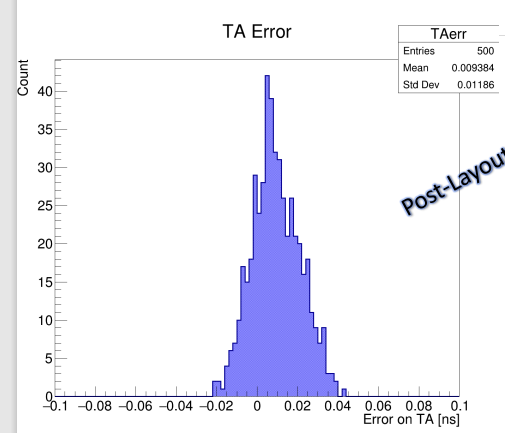 TA Error
TAerr
Entries 500
Mean 0.009384
Std Dev 0.01186
Count
40
35
30
25
20
15
10
5
0
-0.1 -0.08 -0.06 -0.04 -0.02 0 0.02 0.04 0.06 0.08 0.1
Error on TA [ns]
Post-Layout